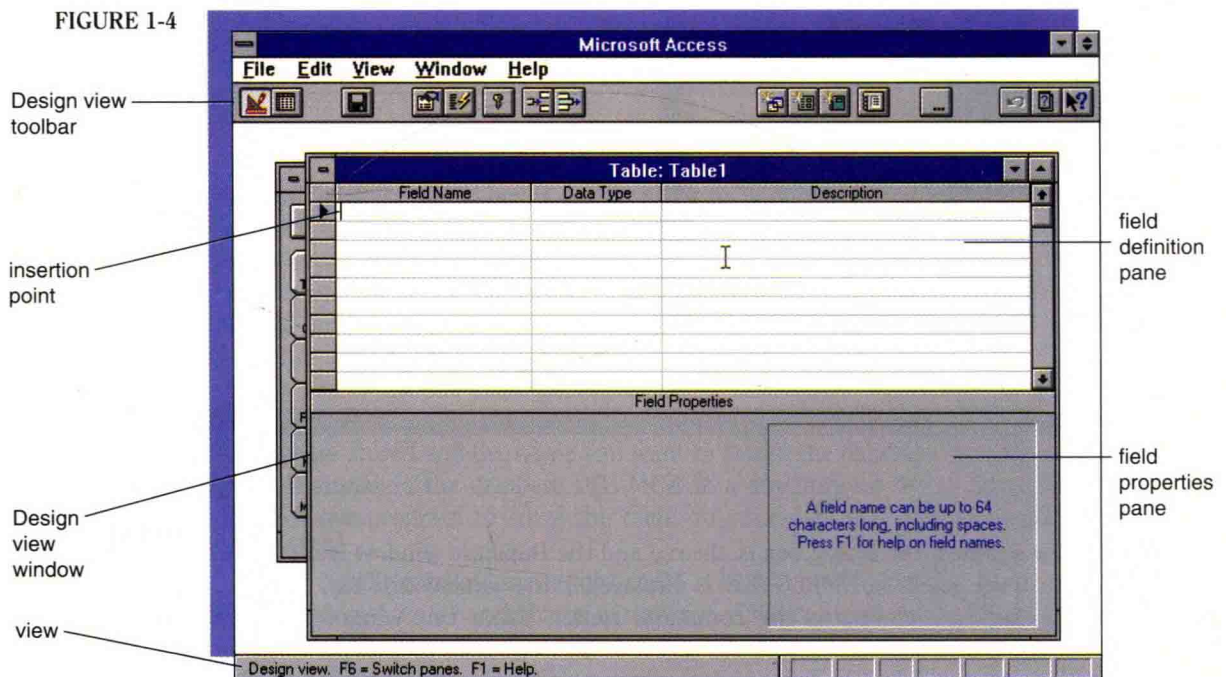 FIGURE 1-4
Microsoft Access
File Edit View Window Help
Design view
toolbar
Table: Table1
Field Name Data Type Description
insertion
point
field
definition
pane
Field Properties
A field name can be up to 64
characters long, including spaces.
Press F1 for help on field names.
field
properties
pane
Design
view
window
view
Design view. F6 = Switch panes. F1 = Help.